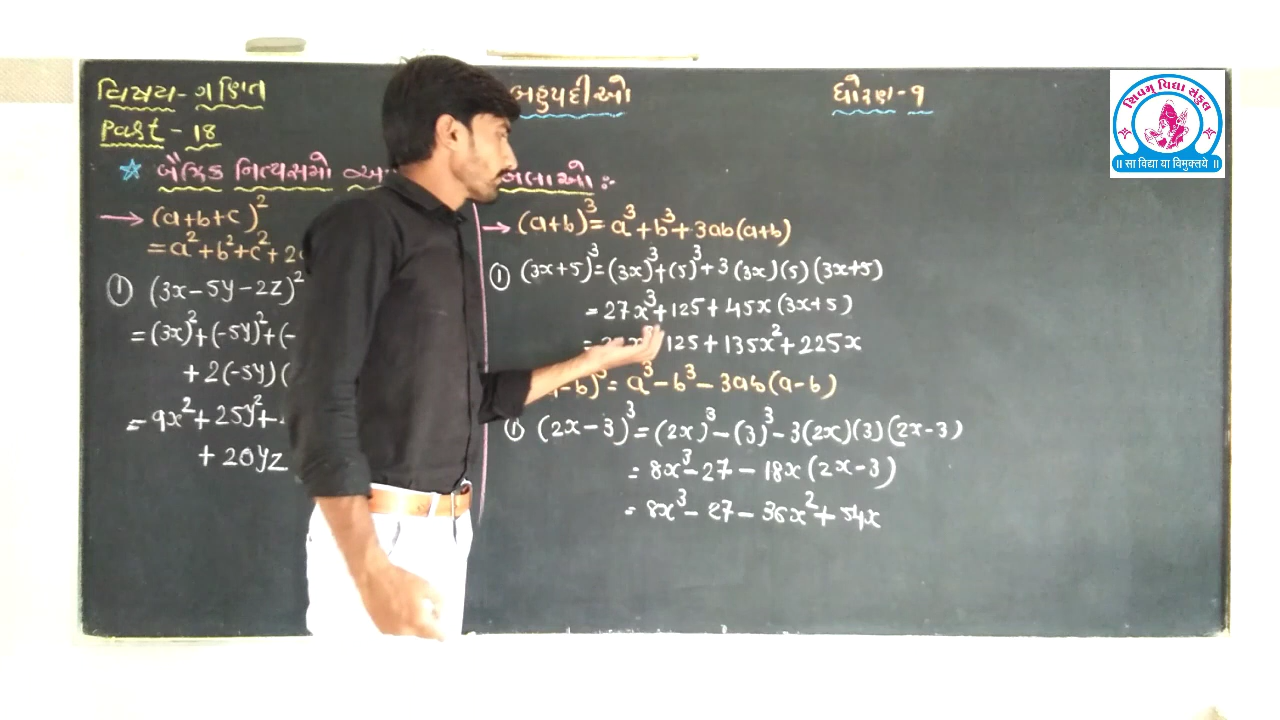 વિષય - ગણિત
બહુપદીઓ
ધોરણ - ૧
Part - 18
બૈજિક નિત્યસમો
→ (a+b+c)²
= a² + b² + c² + 2
① (3x - 5y - 2z)²
= (3x)² + (-5y)² + (-
+ 2(-5y)(
= 9x² + 25y² +
+ 20yz
→ (a+b)³ = a³ + b³ + 3ab(a+b)
① (3x+5)³ = (3x)³ + (5)³ + 3(3x)(5)(3x+5)
= 27x³ + 125 + 45x(3x+5)
= 125 + 135x² + 225x
-b)³ = a³ - b³ - 3ab(a-b)
① (2x-3)³ = (2x)³ - (3)³ - 3(2x)(3)(2x-3)
= 8x³ - 27 - 18x(2x-3)
= 8x³ - 27 - 36x² + 54x
શિવમ્ વિદ્યા સંકુલ
॥ सा विद्या या विमुक्तये ॥